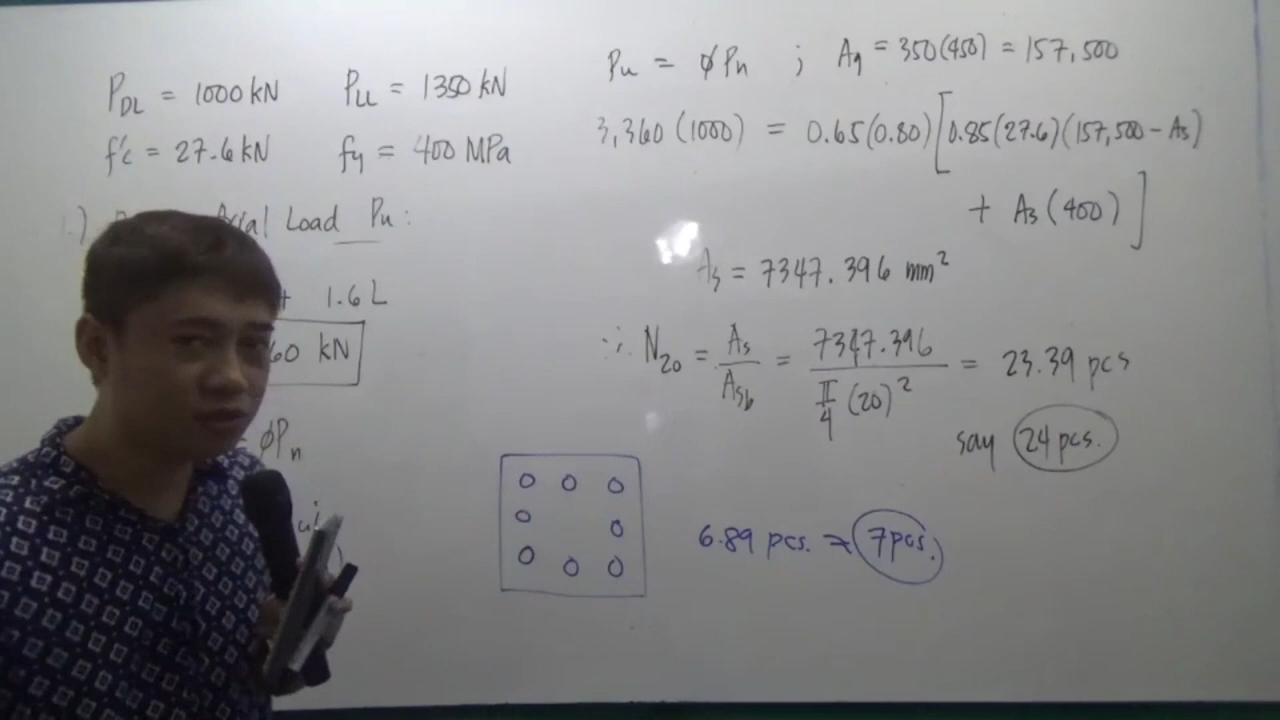 P_DL = 1000 kN P_LL = 1350 kN
f'c = 27.6 kN fy = 400 MPa
Axial Load Pu:
+ 1.6 L
60 kN
= φPn
Pu = φPn ; Ag = 350(450) = 157,500
3,360 (1000) = 0.65(0.80)[0.85(27.6)(157,500 - As)
+ As (400)]
As = 7347.396 mm²
∴ N₂₀ = As/Asb = 7347.396 / (π/4 (20)²) = 23.39 pcs
say 24 pcs.
6.89 pcs. ≈ 7 pcs.